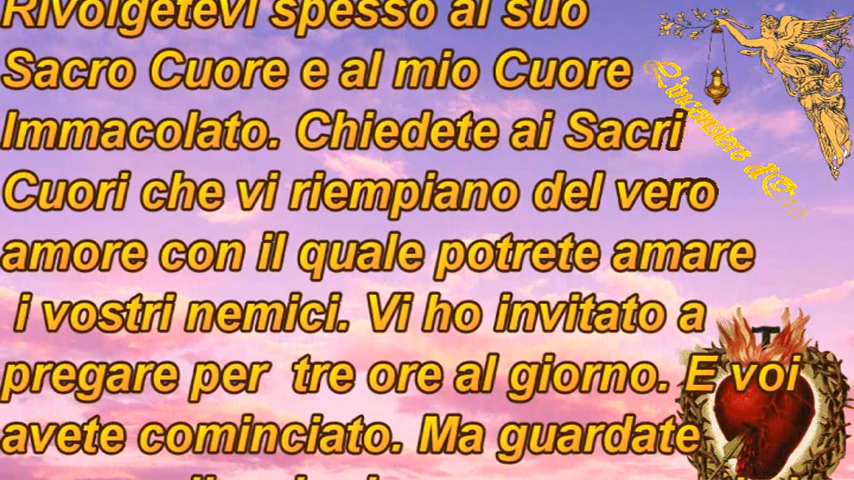 Rivolgetevi spesso al suo
Sacro Cuore e al mio Cuore
Immacolato. Chiedete ai Sacri
Cuori che vi riempiano del vero
amore con il quale potrete amare
i vostri nemici. Vi ho invitato a
pregare per tre ore al giorno. E voi
avete cominciato. Ma guardate
L'incensiere d'Oro